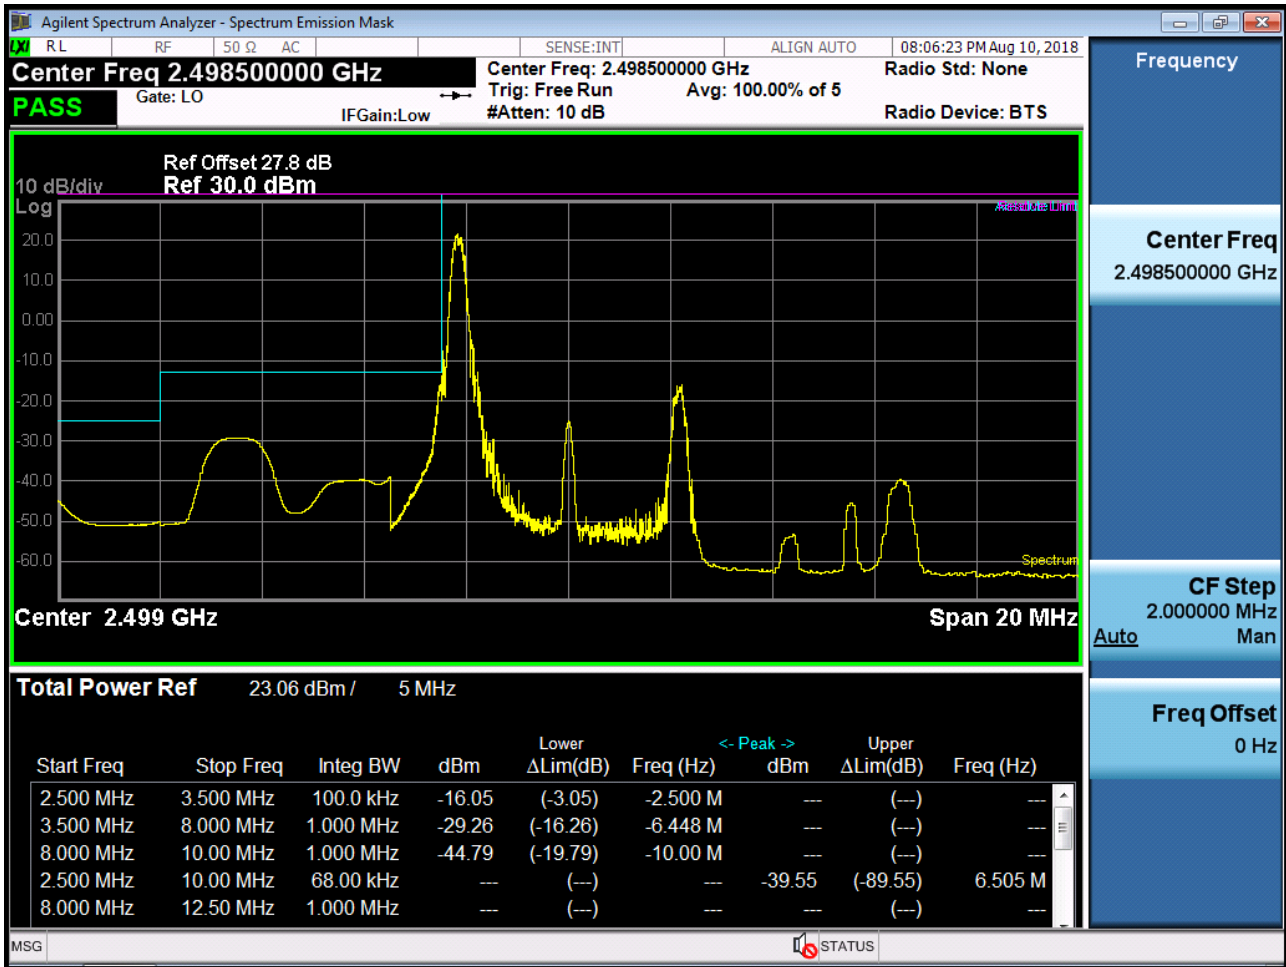 Agilent Spectrum Analyzer - Spectrum Emission Mask
LXI RL RF 50 Ω AC SENSE:INT ALIGN AUTO 08:06:23 PM Aug 10, 2018
Center Freq 2.498500000 GHz Center Freq: 2.498500000 GHz Radio Std: None
Gate: LO Trig: Free Run Avg: 100.00% of 5
PASS IFGain:Low #Atten: 10 dB Radio Device: BTS
Ref Offset 27.8 dB
10 dB/div Ref 30.0 dBm
Log
Absolute Limit
20.0
10.0
0.00
-10.0
-20.0
-30.0
-40.0
-50.0
-60.0
Spectrum
Center 2.499 GHz Span 20 MHz
Total Power Ref 23.06 dBm / 5 MHz
Lower <- Peak -> Upper
Start Freq Stop Freq Integ BW dBm ΔLim(dB) Freq (Hz) dBm ΔLim(dB) Freq (Hz)
2.500 MHz 3.500 MHz 100.0 kHz -16.05 (-3.05) -2.500 M --- (---) ---
3.500 MHz 8.000 MHz 1.000 MHz -29.26 (-16.26) -6.448 M --- (---) ---
8.000 MHz 10.00 MHz 1.000 MHz -44.79 (-19.79) -10.00 M --- (---) ---
2.500 MHz 10.00 MHz 68.00 kHz --- (---) --- -39.55 (-89.55) 6.505 M
8.000 MHz 12.50 MHz 1.000 MHz --- (---) --- --- (---) ---
MSG STATUS
Frequency
Center Freq
2.498500000 GHz
CF Step
2.000000 MHz
Auto Man
Freq Offset
0 Hz